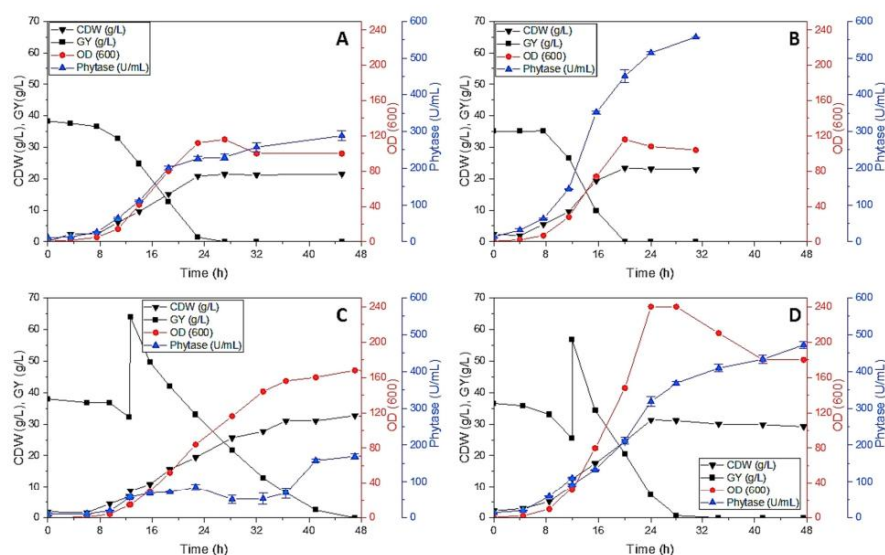 70
60
50
40
30
20
10
0
CDW (g/L), GY(g/L)
CDW (g/L)
GY (g/L)
OD (600)
Phytase (U/mL)
A
240
200
160
120
80
40
0
OD (600)
600
500
400
300
200
100
0
Phytase (U/mL)
0 8 16 24 32 40 48
Time (h)
70
60
50
40
30
20
10
0
CDW (g/L), GY (g/L)
CDW (g/L)
GY (g/L)
OD (600)
Phytase (U/mL)
B
240
200
160
120
80
40
0
OD (600)
600
500
400
300
200
100
0
Phytase (U/mL)
0 8 16 24 32 40 48
Time (h)
70
60
50
40
30
20
10
0
CDW (g/L), GY (g/L)
CDW (g/L)
GY (g/L)
OD (600)
Phytase (U/mL)
C
240
200
160
120
80
40
0
OD (600)
600
500
400
300
200
100
0
Phytase (U/mL)
0 8 16 24 32 40 48
Time (h)
70
60
50
40
30
20
10
0
CDW (g/L), GY (g/L)
CDW (g/L)
GY (g/L)
OD (600)
Phytase (U/mL)
D
240
200
160
120
80
40
0
OD (600)
600
500
400
300
200
100
0
Phytase (U/mL)
0 8 16 24 32 40 48
Time (h)